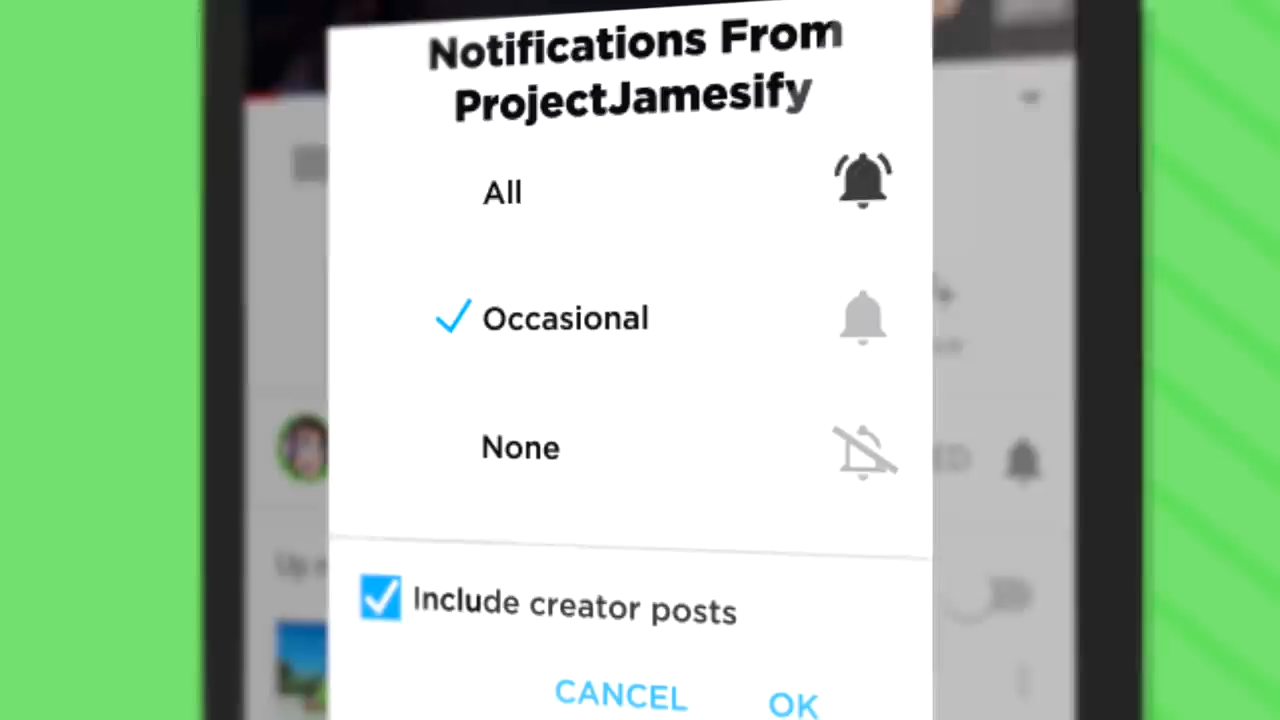 Notifications From
ProjectJamesify
All
Occasional
None
Include creator posts
CANCEL
OK